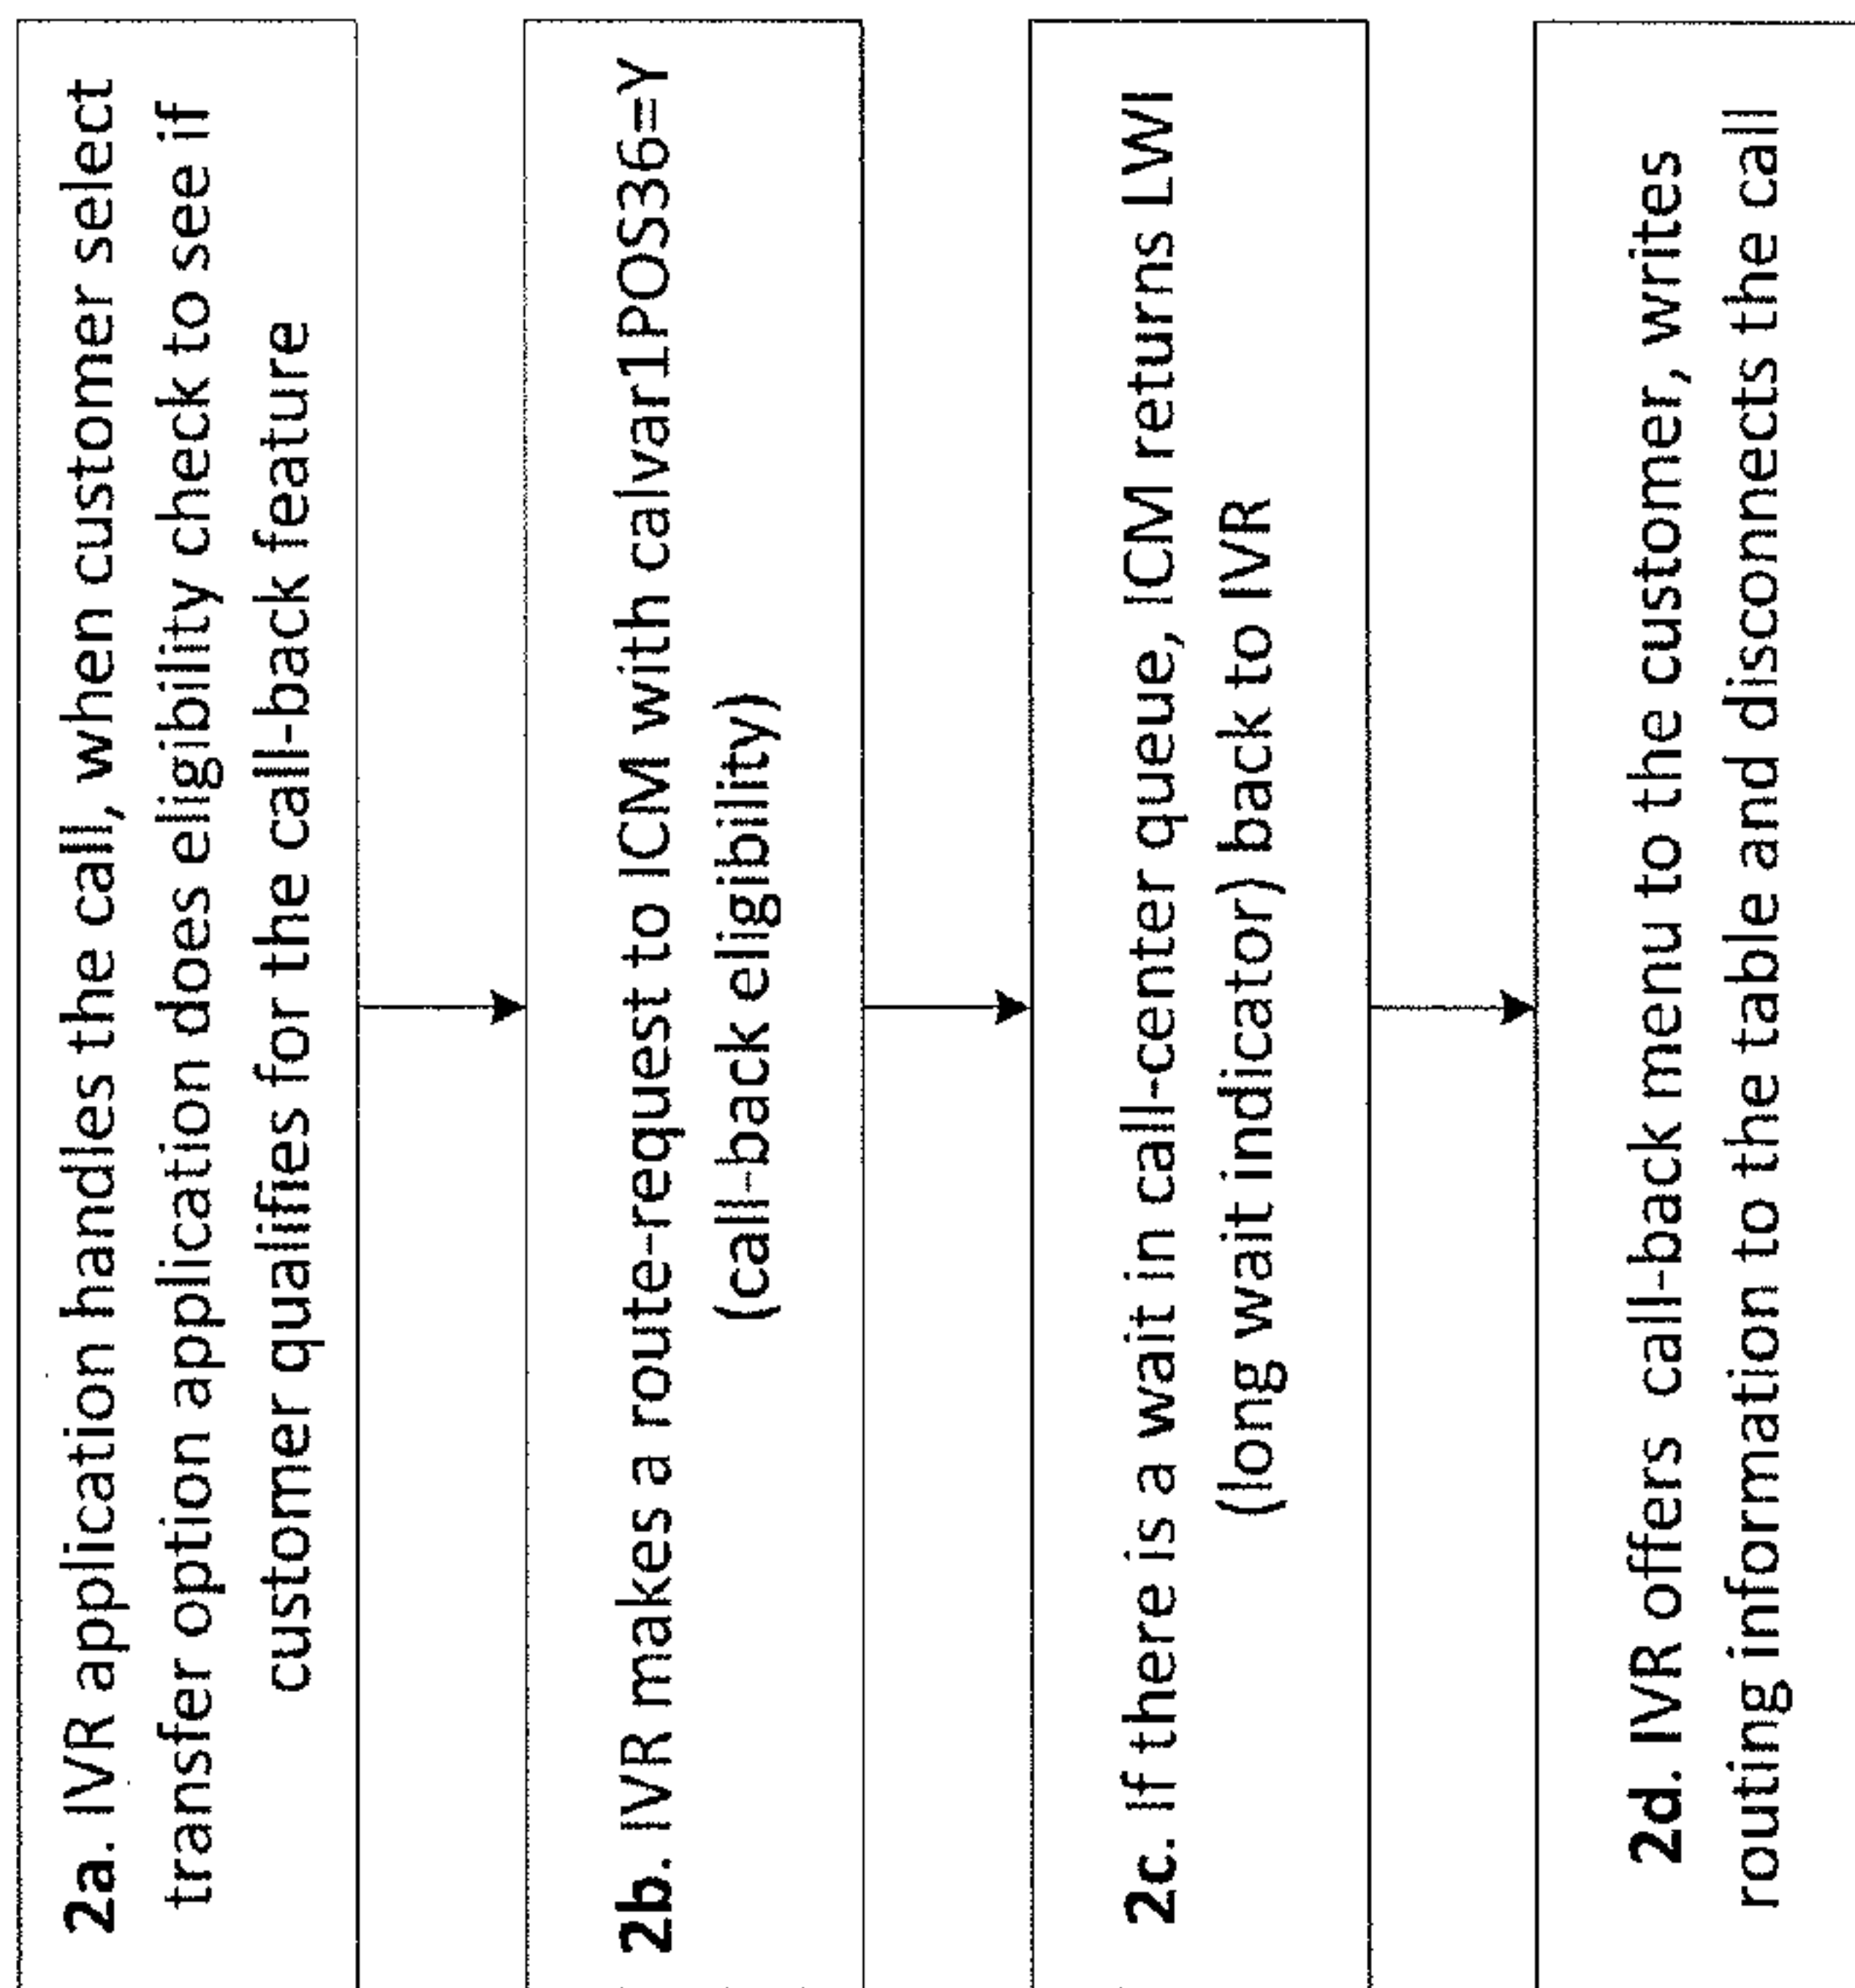 2a. IVR application handles the call, when customer select
transfer option application does eligibility check to see if
customer qualifies for the call-back feature
2b. IVR makes a route-request to ICM with calvar1POS36=Y
(call-back eligibility)
2c. If there is a wait in call-center queue, ICM returns LWI
(long wait indicator) back to IVR
2d. IVR offers call-back menu to the customer, writes
routing information to the table and disconnects the call